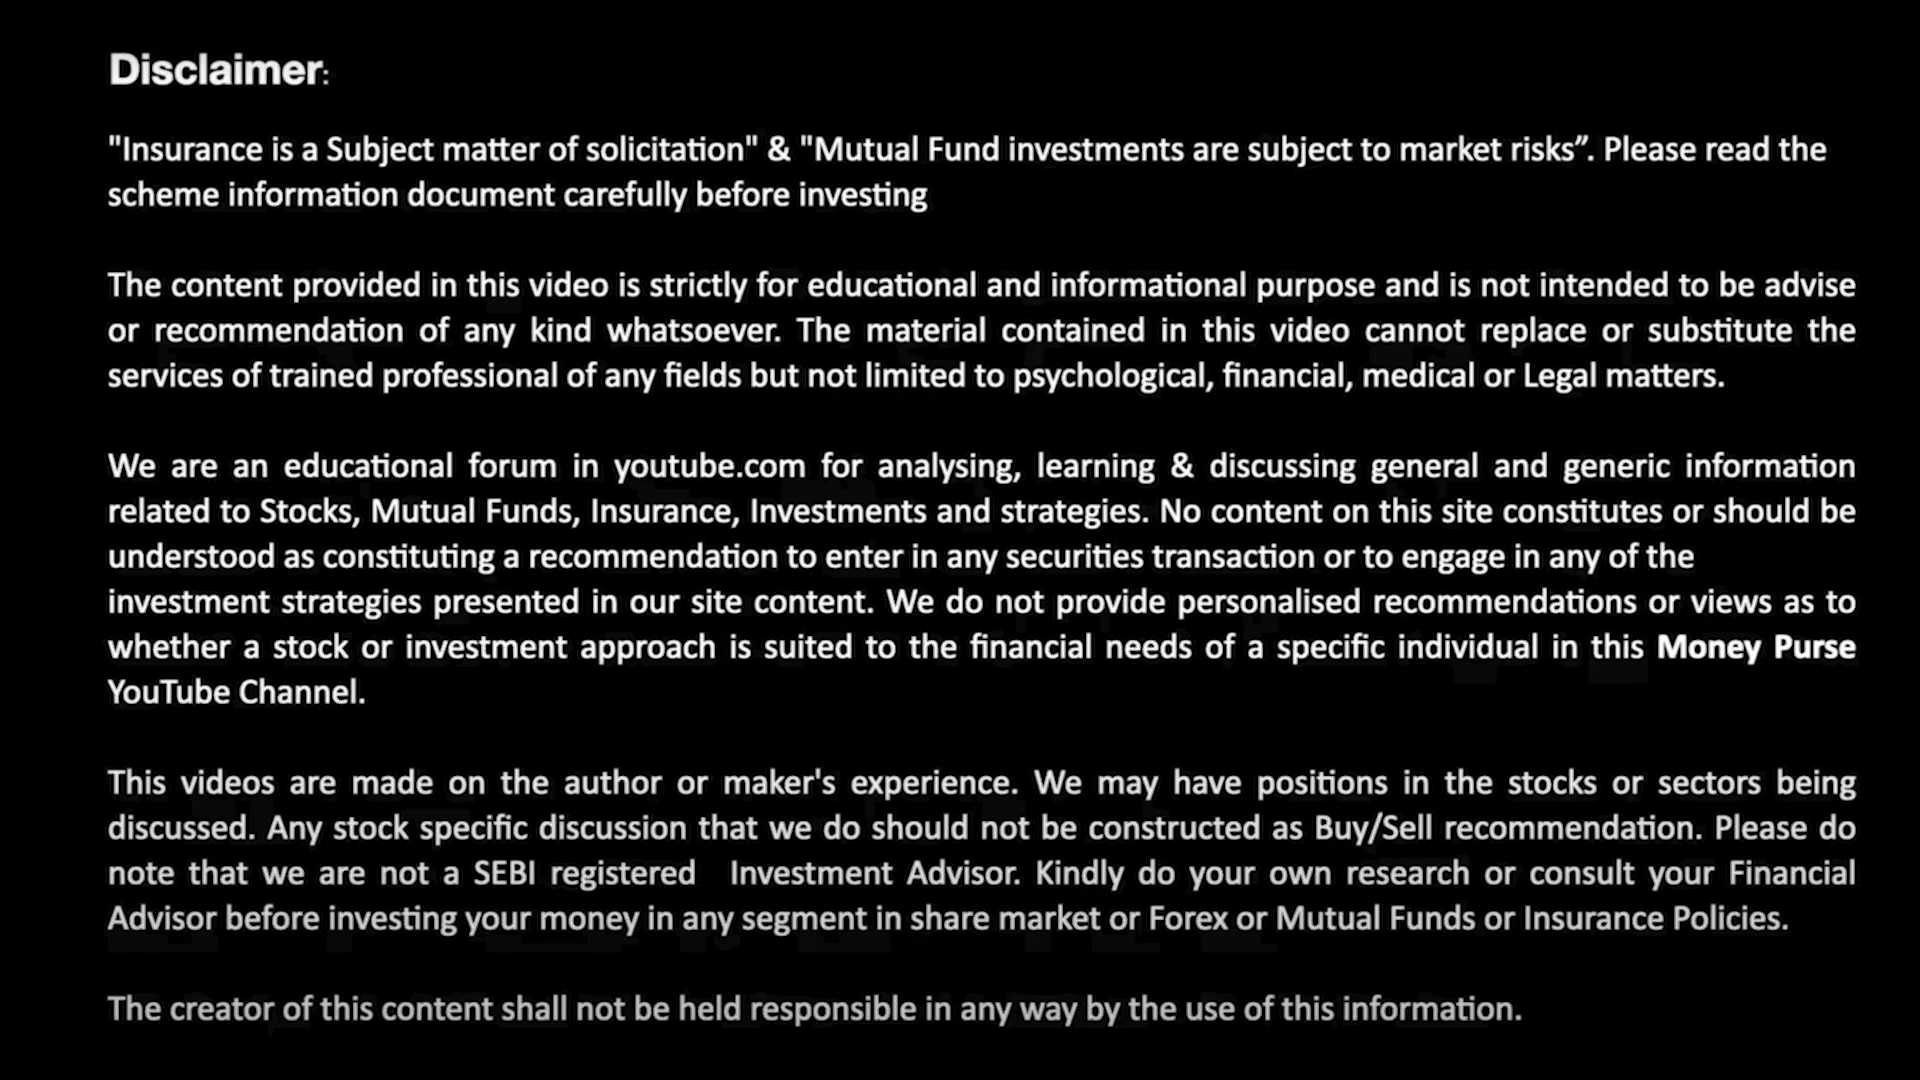 Disclaimer:
"Insurance is a Subject matter of solicitation" & "Mutual Fund investments are subject to market risks”. Please read the
scheme information document carefully before investing
The content provided in this video is strictly for educational and informational purpose and is not intended to be advise
or recommendation of any kind whatsoever. The material contained in this video cannot replace or substitute the
services of trained professional of any fields but not limited to psychological, financial, medical or Legal matters.
We are an educational forum in youtube.com for analysing, learning & discussing general and generic information
related to Stocks, Mutual Funds, Insurance, Investments and strategies. No content on this site constitutes or should be
understood as constituting a recommendation to enter in any securities transaction or to engage in any of the
investment strategies presented in our site content. We do not provide personalised recommendations or views as to
whether a stock or investment approach is suited to the financial needs of a specific individual in this Money Purse
YouTube Channel.
This videos are made on the author or maker's experience. We may have positions in the stocks or sectors being
discussed. Any stock specific discussion that we do should not be constructed as Buy/Sell recommendation. Please do
note that we are not a SEBI registered Investment Advisor. Kindly do your own research or consult your Financial
Advisor before investing your money in any segment in share market or Forex or Mutual Funds or Insurance Policies.
The creator of this content shall not be held responsible in any way by the use of this information.